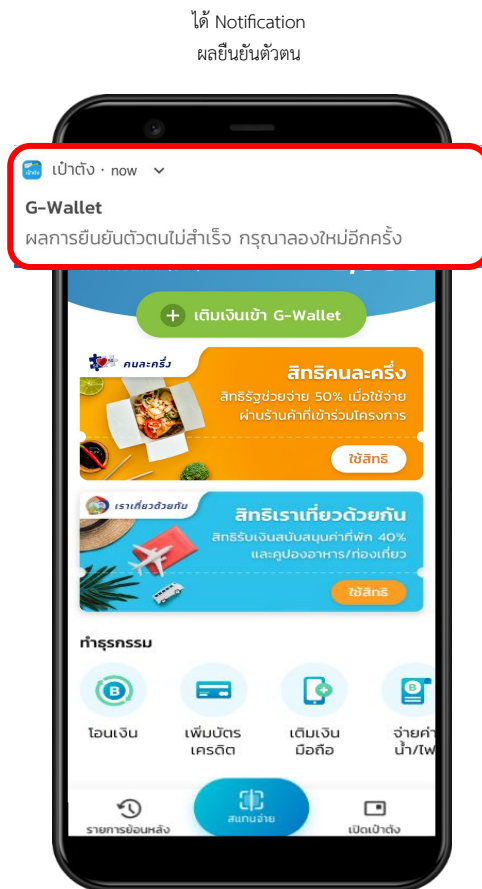 ได้ Notification
ผลยืนยันตัวตน
เป๋าตัง
เป๋าตัง · now
G-Wallet
ผลการยืนยันตัวตนไม่สำเร็จ กรุณาลองใหม่อีกครั้ง
+ เติมเงินเข้า G-Wallet
คนละครึ่ง
สิทธิคนละครึ่ง
สิทธิรัฐช่วยจ่าย 50% เมื่อใช้จ่าย
ผ่านร้านค้าที่เข้าร่วมโครงการ
ใช้สิทธิ
เราเที่ยวด้วยกัน
สิทธิเราเที่ยวด้วยกัน
สิทธิรับเงินสนับสนุนค่าที่พัก 40%
และคูปองอาหาร/ท่องเที่ยว
ใช้สิทธิ
ทำธุรกรรม
โอนเงิน
เพิ่มบัตร
เครดิต
เติมเงิน
มือถือ
จ่ายค่า
น้ำ/ไฟ
รายการย้อนหลัง
สแกนจ่าย
เปิดเป๋าตัง